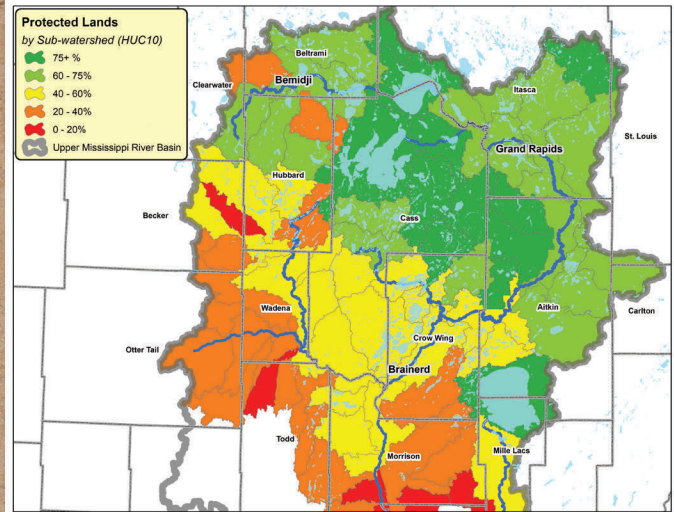 Protected Lands
by Sub-watershed (HUC10)
75+ %
60 - 75%
40 - 60%
20 - 40%
0 - 20%
Upper Mississippi River Basin
Beltrami
Clearwater
Bemidji
Itasca
St. Louis
Grand Rapids
Hubbard
Becker
Cass
Wadena
Aitkin
Carlton
Otter Tail
Crow Wing
Brainerd
Todd
Morrison
Mille Lacs